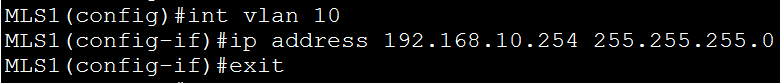 MLS1(config)#int vlan 10
MLS1(config-if)#ip address 192.168.10.254 255.255.255.0
MLS1(config-if)#exit